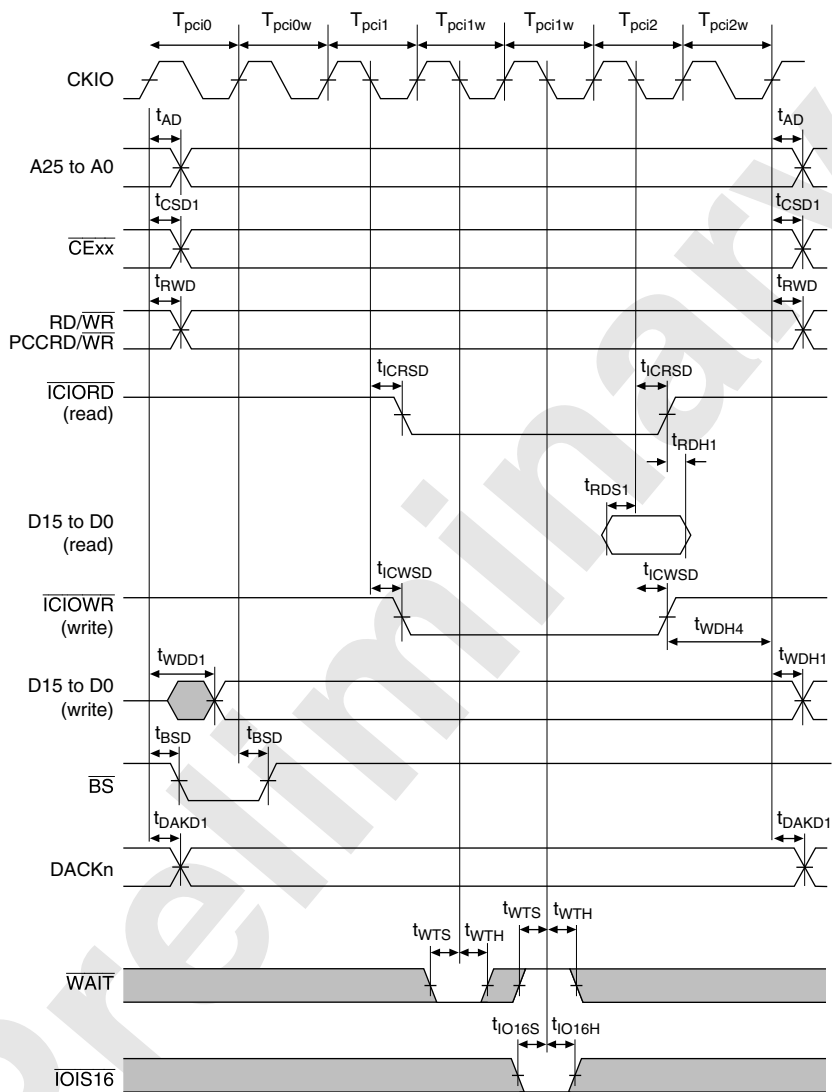 Tpci0 Tpci0w Tpci1 Tpci1w Tpci1w Tpci2 Tpci2w
CKIO
tAD tAD
A25 to A0
tCSD1 tCSD1
CExx
tRWD tRWD
RD/WR
PCCRD/WR
tICRSD tICRSD
ICIORD
(read)
tRDH1
tRDS1
D15 to D0
(read)
tICWSD tICWSD
ICIOWR
(write)
tWDH4
tWDD1 tWDH1
D15 to D0
(write)
tBSD tBSD
BS
tDAKD1 tDAKD1
DACKn
tWTS tWTH tWTS tWTH
WAIT
tIO16S tIO16H
IOIS16
Preliminary